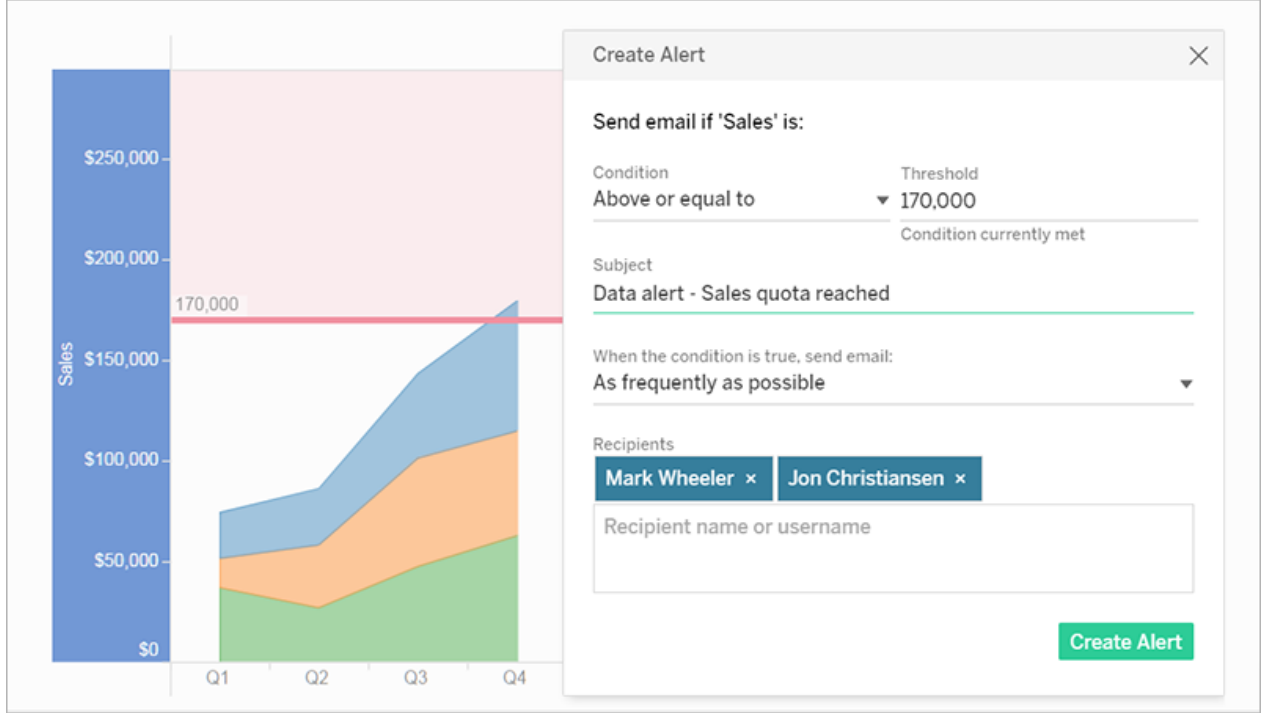 Create Alert
Send email if 'Sales' is:
Condition
Threshold
Above or equal to
170,000
Condition currently met
Subject
Data alert - Sales quota reached
When the condition is true, send email:
As frequently as possible
Recipients
Mark Wheeler ×
Jon Christiansen ×
Recipient name or username
Create Alert
Sales
$250,000
$200,000
$150,000
$100,000
$50,000
$0
170,000
Q1 Q2 Q3 Q4